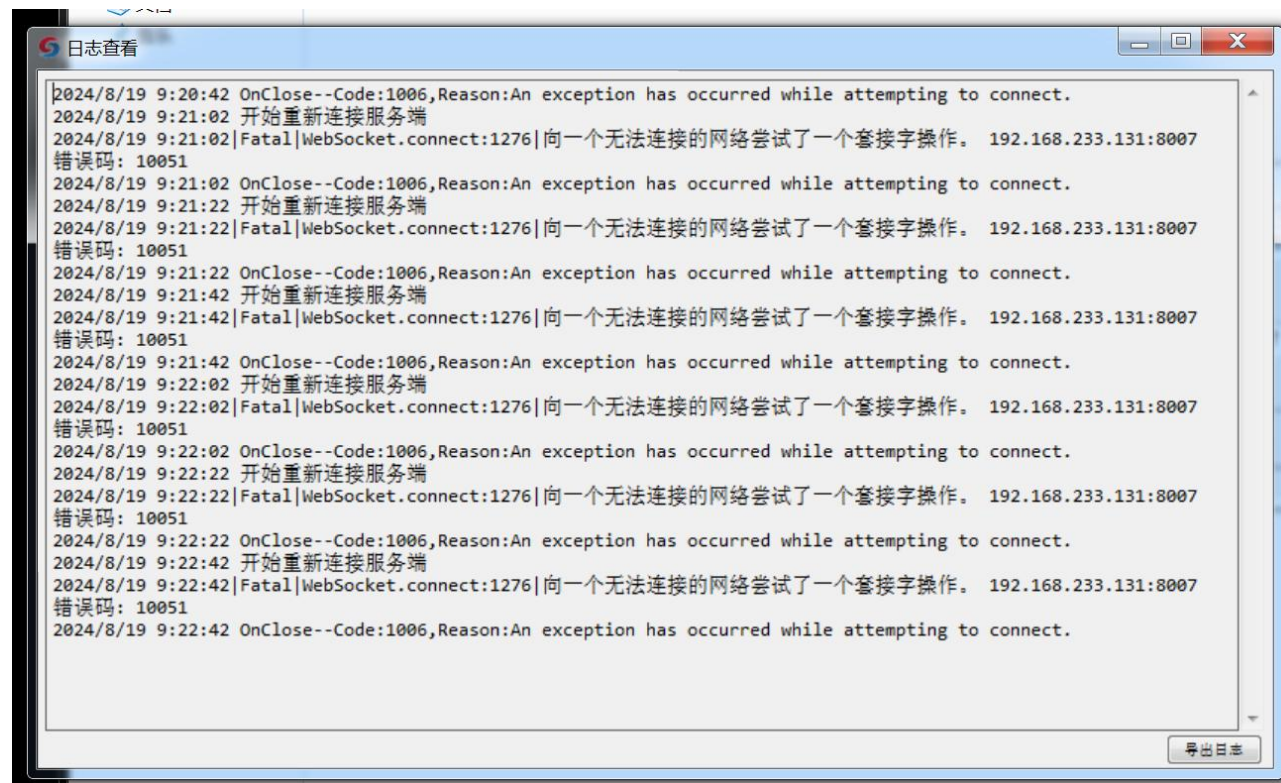 日志查看
2024/8/19 9:20:42 OnClose--Code:1006,Reason:An exception has occurred while attempting to connect.
2024/8/19 9:21:02 开始重新连接服务端
2024/8/19 9:21:02|Fatal|WebSocket.connect:1276|向一个无法连接的网络尝试了一个套接字操作。 192.168.233.131:8007
错误码: 10051
2024/8/19 9:21:02 OnClose--Code:1006,Reason:An exception has occurred while attempting to connect.
2024/8/19 9:21:22 开始重新连接服务端
2024/8/19 9:21:22|Fatal|WebSocket.connect:1276|向一个无法连接的网络尝试了一个套接字操作。 192.168.233.131:8007
错误码: 10051
2024/8/19 9:21:22 OnClose--Code:1006,Reason:An exception has occurred while attempting to connect.
2024/8/19 9:21:42 开始重新连接服务端
2024/8/19 9:21:42|Fatal|WebSocket.connect:1276|向一个无法连接的网络尝试了一个套接字操作。 192.168.233.131:8007
错误码: 10051
2024/8/19 9:21:42 OnClose--Code:1006,Reason:An exception has occurred while attempting to connect.
2024/8/19 9:22:02 开始重新连接服务端
2024/8/19 9:22:02|Fatal|WebSocket.connect:1276|向一个无法连接的网络尝试了一个套接字操作。 192.168.233.131:8007
错误码: 10051
2024/8/19 9:22:02 OnClose--Code:1006,Reason:An exception has occurred while attempting to connect.
2024/8/19 9:22:22 开始重新连接服务端
2024/8/19 9:22:22|Fatal|WebSocket.connect:1276|向一个无法连接的网络尝试了一个套接字操作。 192.168.233.131:8007
错误码: 10051
2024/8/19 9:22:22 OnClose--Code:1006,Reason:An exception has occurred while attempting to connect.
2024/8/19 9:22:42 开始重新连接服务端
2024/8/19 9:22:42|Fatal|WebSocket.connect:1276|向一个无法连接的网络尝试了一个套接字操作。 192.168.233.131:8007
错误码: 10051
2024/8/19 9:22:42 OnClose--Code:1006,Reason:An exception has occurred while attempting to connect.
导出日志